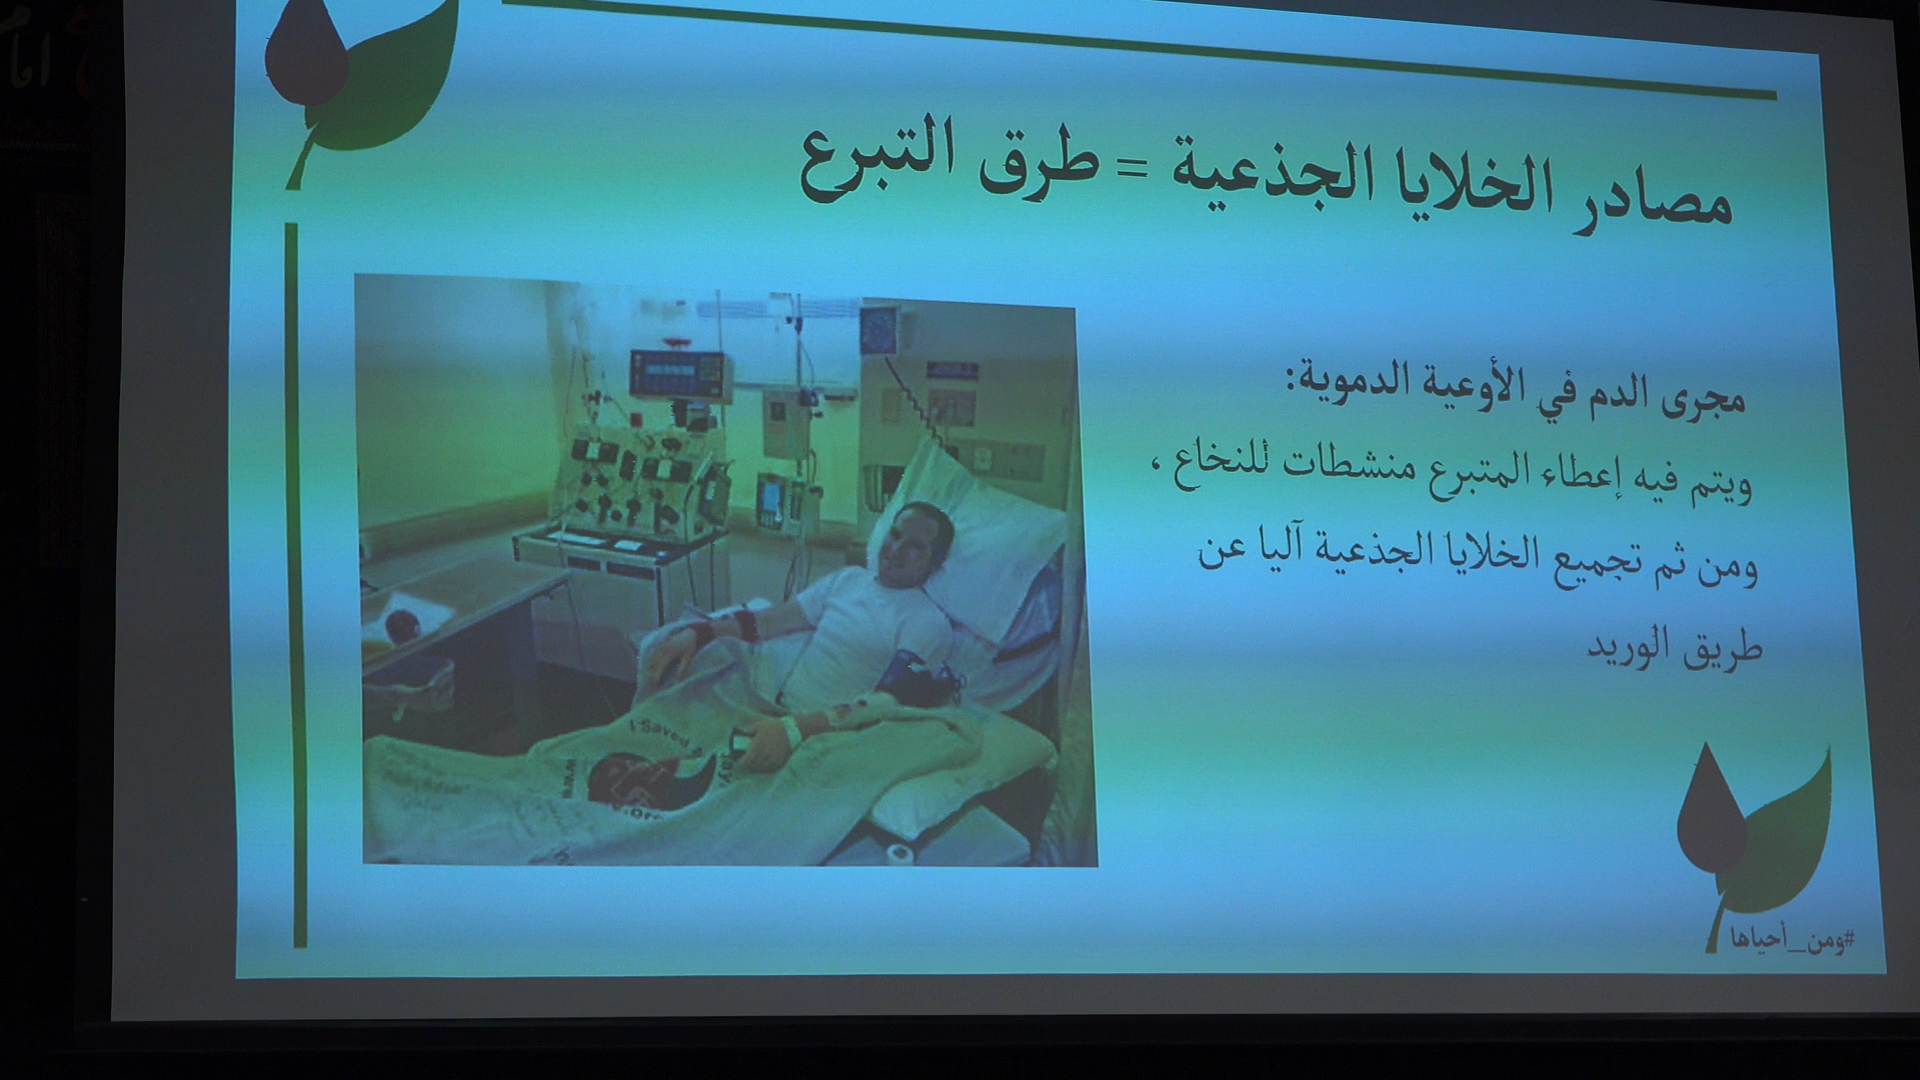 مصادر الخلايا الجذعية = طرق التبرع
مجرى الدم في الأوعية الدموية:
ويتم فيه إعطاء المتبرع منشطات للنخاع ،
ومن ثم تجميع الخلايا الجذعية آليا عن
طريق الوريد
I Saved a
#ومن_أحياها